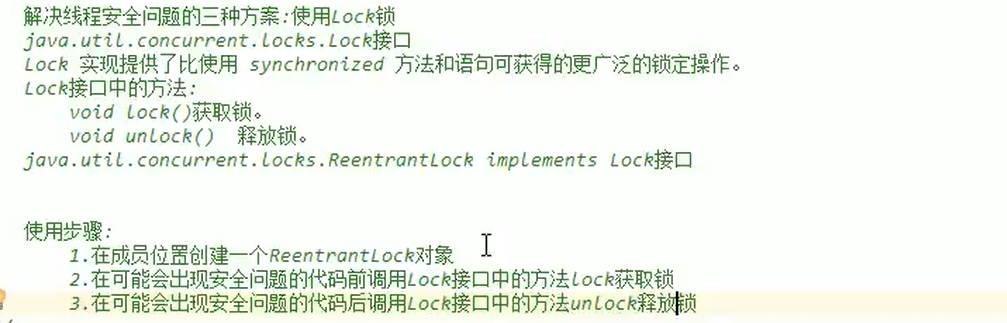 解决线程安全问题的三种方案:使用Lock锁
java.util.concurrent.locks.Lock接口
Lock 实现提供了比使用 synchronized 方法和语句可获得的更广泛的锁定操作。
Lock接口中的方法:
void lock()获取锁。
void unlock()  释放锁。
java.util.concurrent.locks.ReentrantLock implements Lock接口
使用步骤:
1.在成员位置创建一个ReentrantLock对象
2.在可能会出现安全问题的代码前调用Lock接口中的方法lock获取锁
3.在可能会出现安全问题的代码后调用Lock接口中的方法unlock释放锁